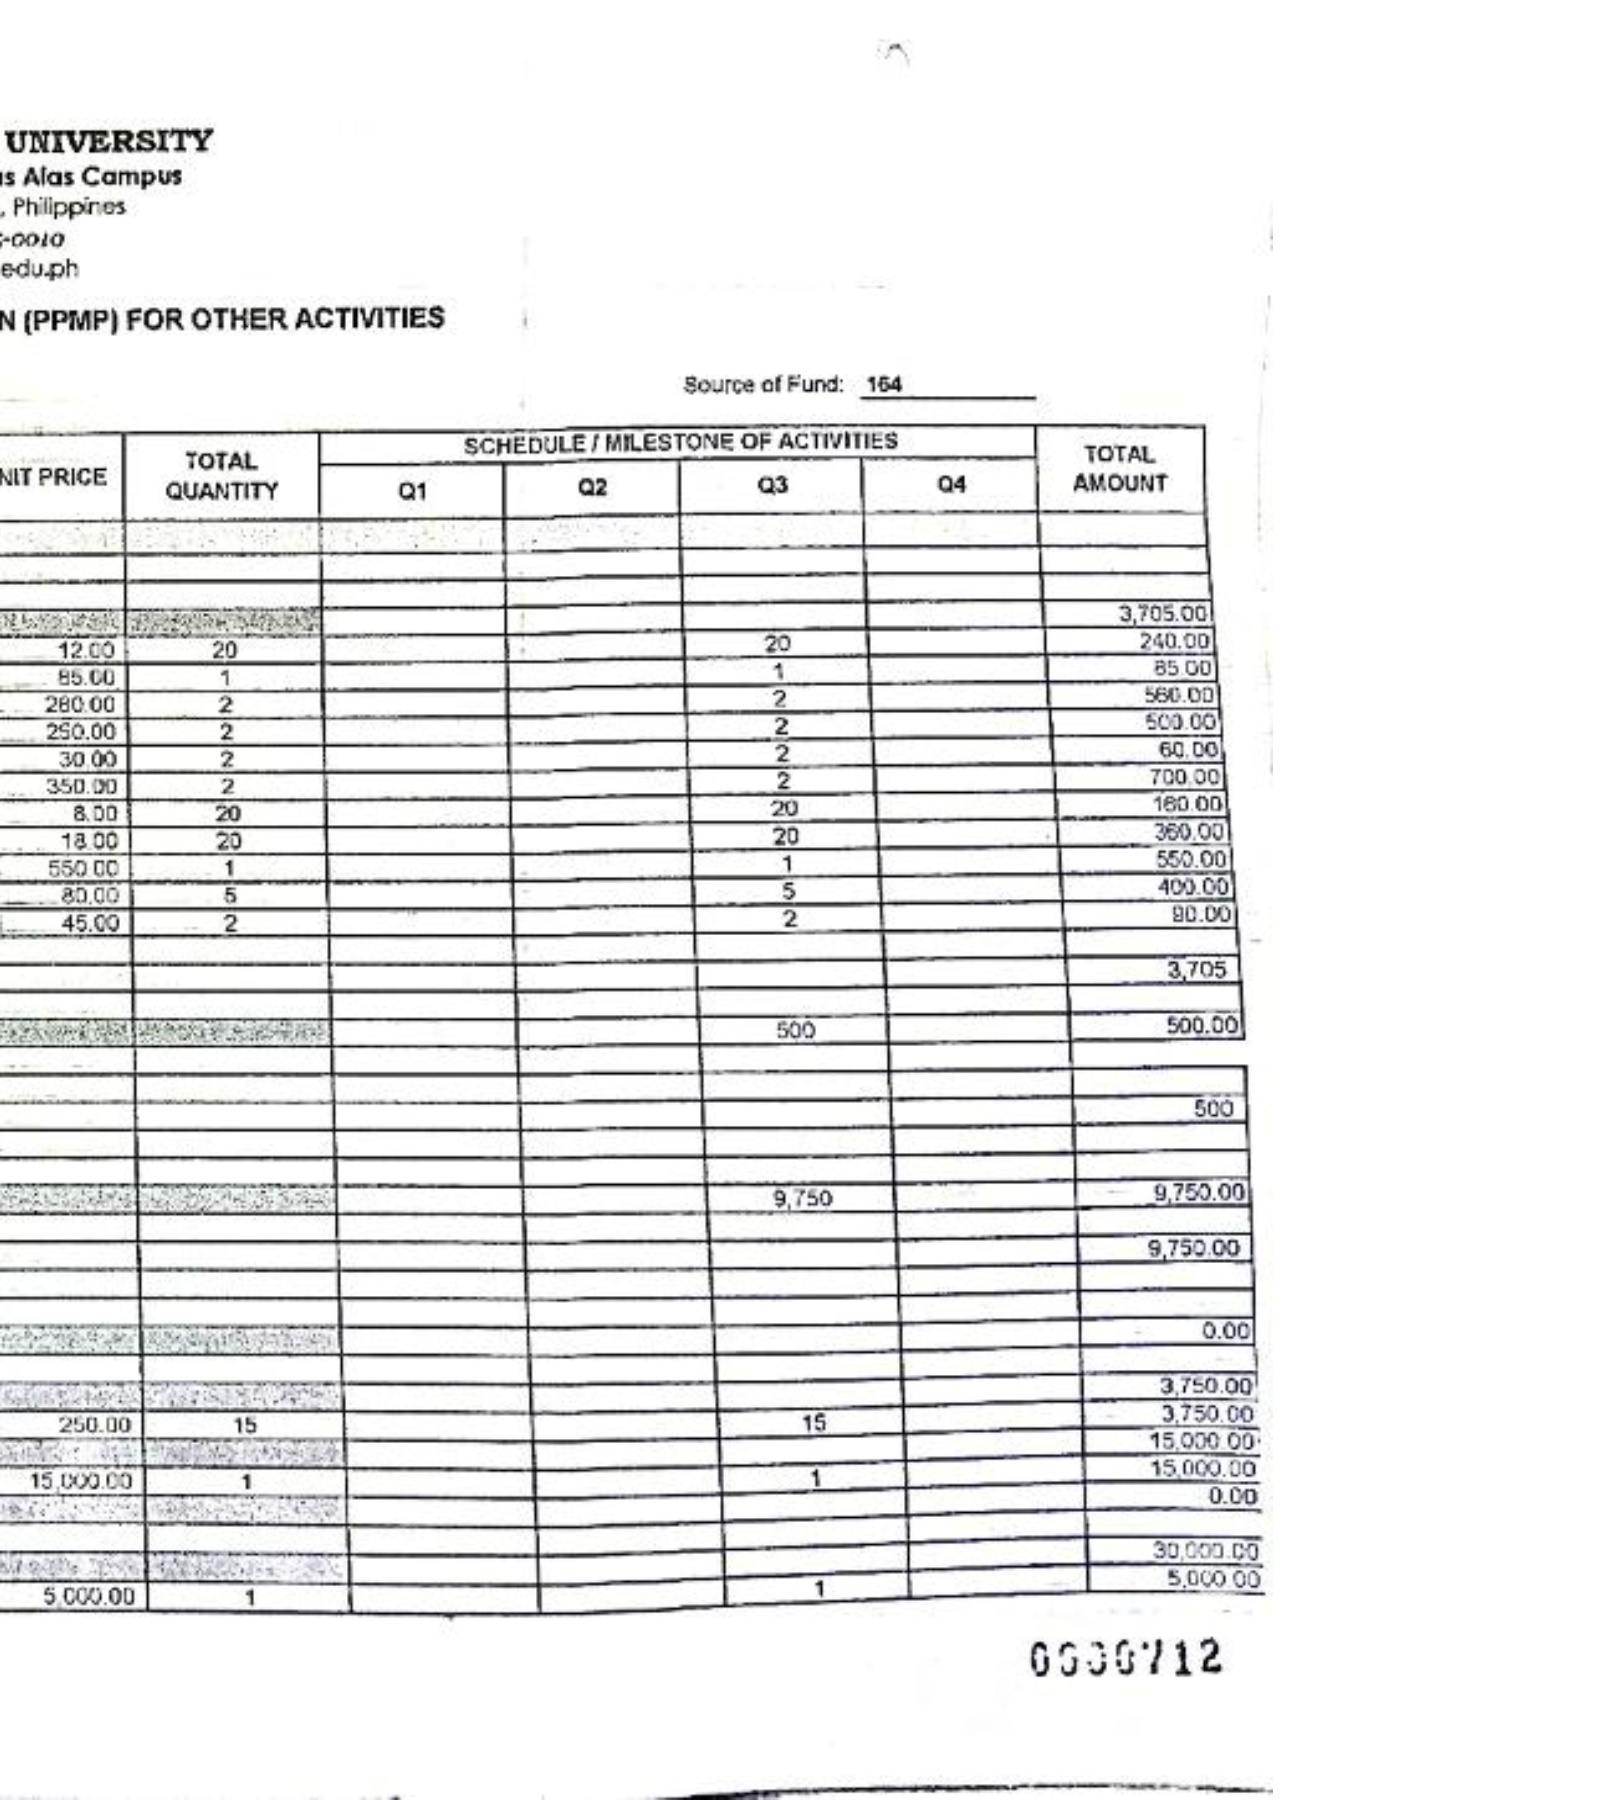 UNIVERSITY
as Alas Campus
, Philippines
-0010
edu.ph
N (PPMP) FOR OTHER ACTIVITIES
Source of Fund: 164
NIT PRICE TOTAL QUANTITY SCHEDULE / MILESTONE OF ACTIVITIES TOTAL AMOUNT
Q1 Q2 Q3 Q4
3,705.00
12.00 20 20 240.00
85.00 1 1 85.00
280.00 2 2 560.00
250.00 2 2 500.00
30.00 2 2 60.00
350.00 2 2 700.00
8.00 20 20 160.00
18.00 20 20 360.00
550.00 1 1 550.00
80.00 5 5 400.00
45.00 2 2 90.00
3,705
500 500.00
500
9,750 9,750.00
9,750.00
0.00
3,750.00
250.00 15 15 3,750.00
15,000.00
15,000.00 1 1 15,000.00
0.00
30,000.00
5,000.00 1 1 5,000.00